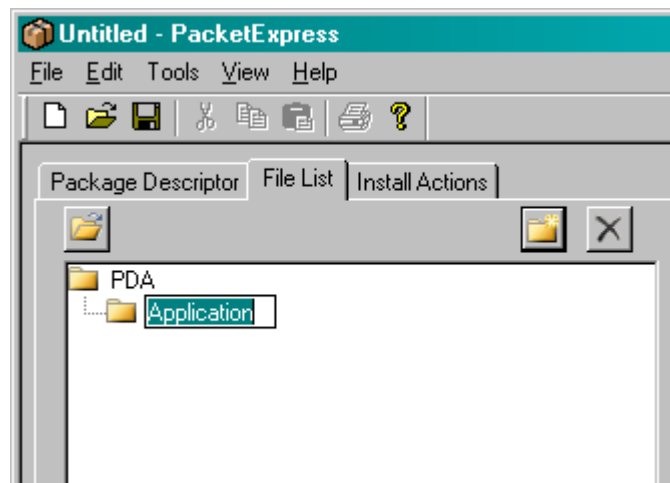 Untitled - PacketExpress
File Edit Tools View Help
Package Descriptor File List Install Actions
PDA
Application